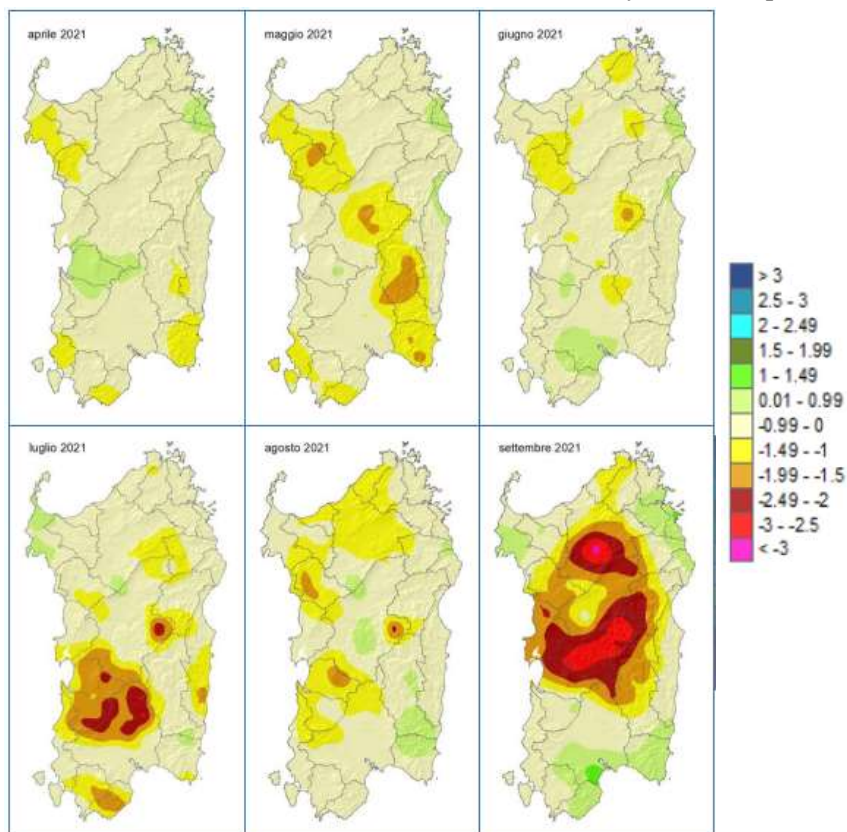 aprile 2021
maggio 2021
giugno 2021
> 3
2.5 - 3
2 - 2.49
1.5 - 1.99
1 - 1.49
0.01 - 0.99
-0.99 - 0
-1.49 - -1
-1.99 - -1.5
-2.49 - -2
-3 - -2.5
< -3
luglio 2021
agosto 2021
settembre 2021